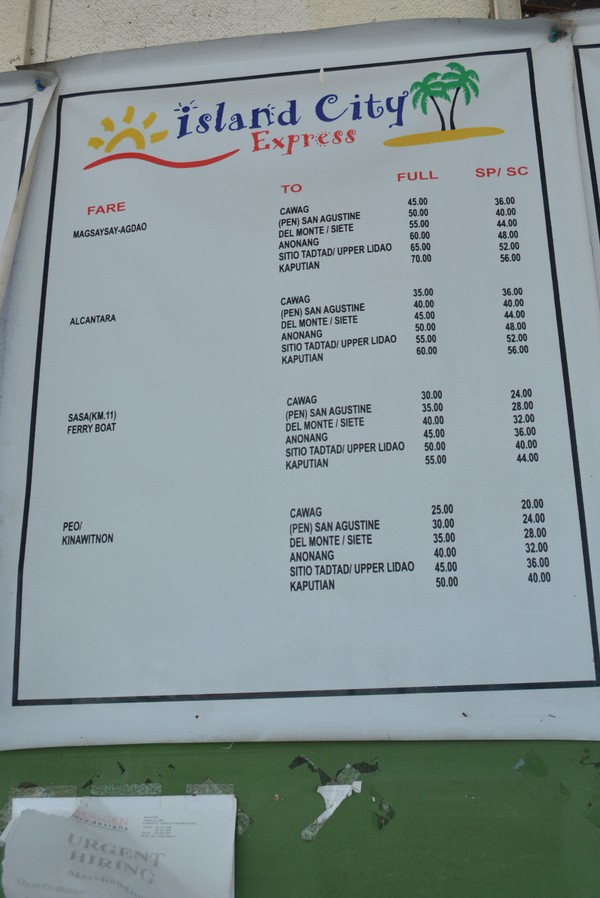 Island City
Express
FARE TO FULL SP/ SC
MAGSAYSAY-AGDAO
CAWAG 45.00 36.00
(PEN) SAN AGUSTINE 50.00 40.00
DEL MONTE / SIETE 55.00 44.00
ANONANG 60.00 48.00
SITIO TADTAD/ UPPER LIDAO 65.00 52.00
KAPUTIAN 70.00 56.00
ALCANTARA
CAWAG 35.00 36.00
(PEN) SAN AGUSTINE 40.00 40.00
DEL MONTE / SIETE 45.00 44.00
ANONANG 50.00 48.00
SITIO TADTAD/ UPPER LIDAO 55.00 52.00
KAPUTIAN 60.00 56.00
SASA(KM.11)
FERRY BOAT
CAWAG 30.00 24.00
(PEN) SAN AGUSTINE 35.00 28.00
DEL MONTE / SIETE 40.00 32.00
ANONANG 45.00 36.00
SITIO TADTAD/ UPPER LIDAO 50.00 40.00
KAPUTIAN 55.00 44.00
PEO/
KINAWITNON
CAWAG 25.00 20.00
(PEN) SAN AGUSTINE 30.00 24.00
DEL MONTE / SIETE 35.00 28.00
ANONANG 40.00 32.00
SITIO TADTAD/ UPPER LIDAO 45.00 36.00
KAPUTIAN 50.00 40.00
URGENT
HIRING